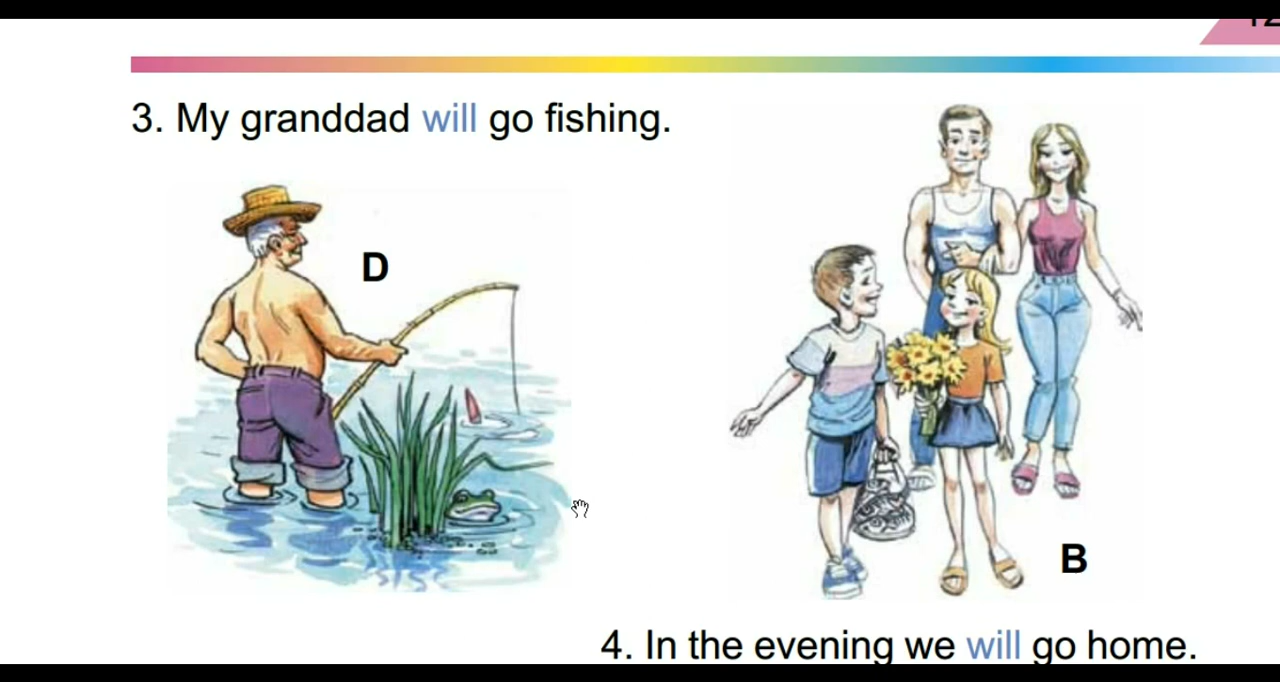 3. My granddad will go fishing.
D
B
4. In the evening we will go home.